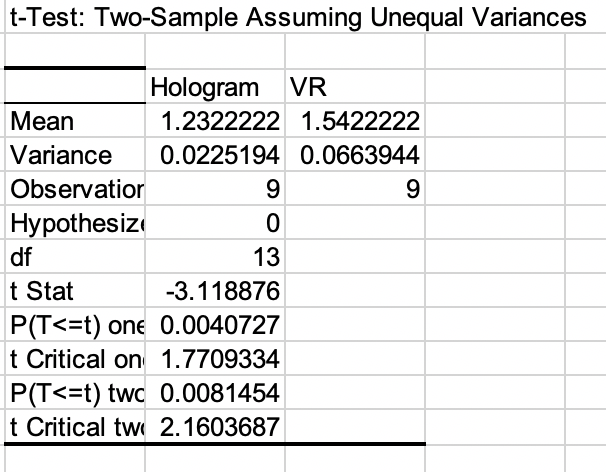 t-Test: Two-Sample Assuming Unequal Variances
Hologram VR
Mean 1.2322222 1.5422222
Variance 0.0225194 0.0663944
Observation 9 9
Hypothesize 0
df 13
t Stat -3.118876
P(T<=t) one 0.0040727
t Critical on 1.7709334
P(T<=t) two 0.0081454
t Critical two 2.1603687